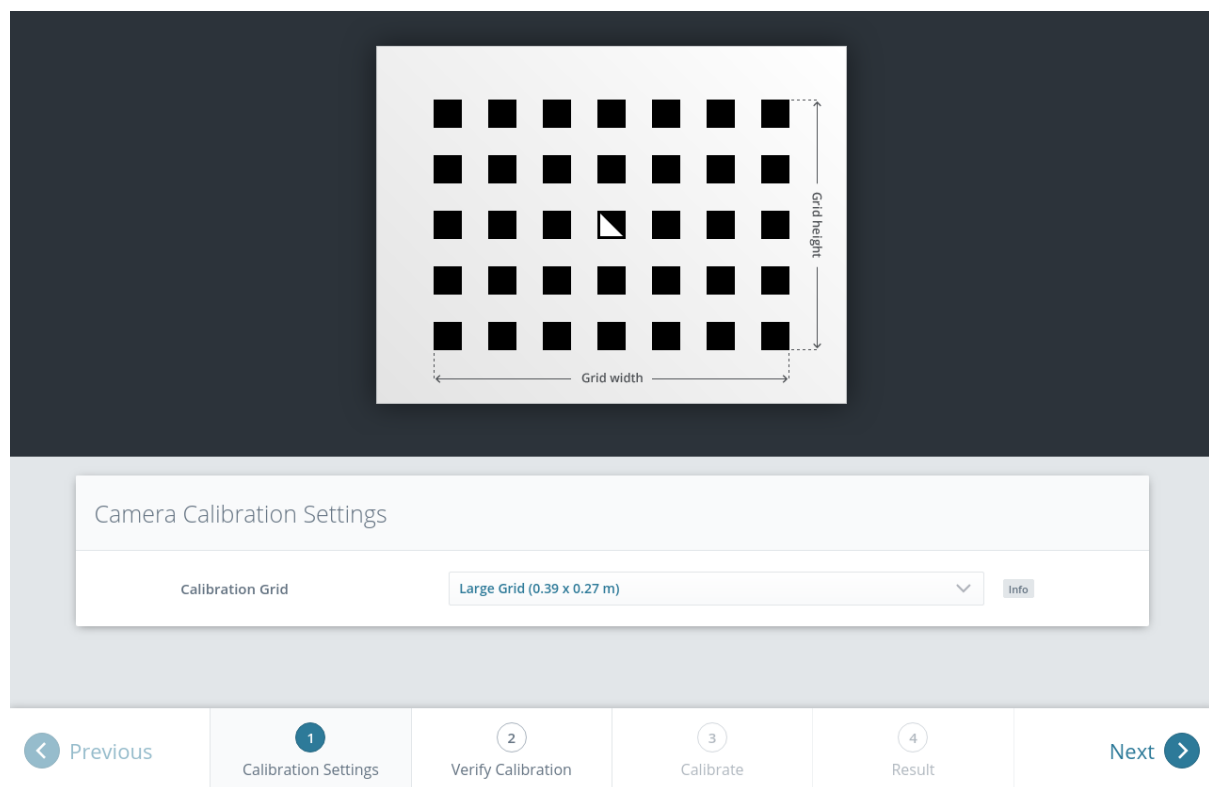 Grid height
Grid width
Camera Calibration Settings
Calibration Grid
Large Grid (0.39 x 0.27 m)
Info
Previous
1
Calibration Settings
2
Verify Calibration
3
Calibrate
4
Result
Next